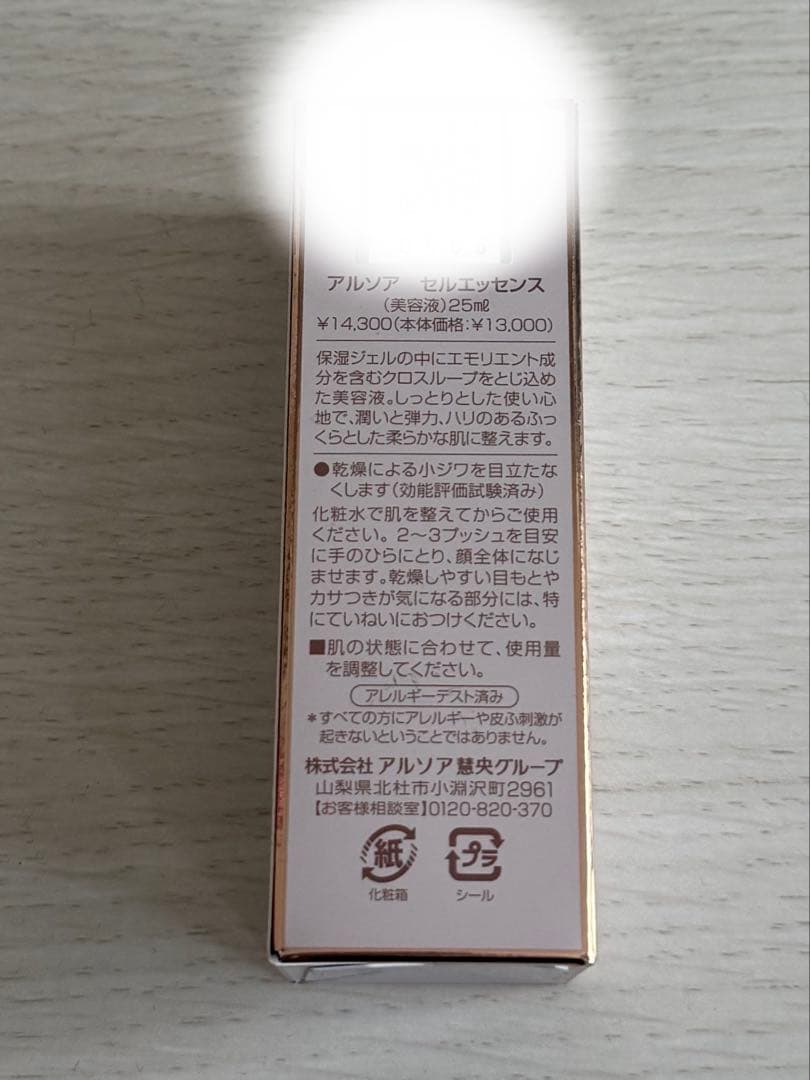 アルソア　セルエッセンス
（美容液）25㎖
¥14,300（本体価格：¥13,000）
保湿ジェルの中にエモリエント成
分を含むクロスループをとじ込め
た美容液。しっとりとした使い心
地で、潤いと弾力、ハリのあるふっ
くらとした柔らかな肌に整えます。
●乾燥による小ジワを目立たな
くします（効能評価試験済み）
化粧水で肌を整えてからご使用
ください。2〜3プッシュを目安
に手のひらにとり、顔全体になじ
ませます。乾燥しやすい目もとや
カサつきが気になる部分には、特
にていねいにおつけください。
■肌の状態に合わせて、使用量
を調整してください。
アレルギーテスト済み
＊すべての方にアレルギーや皮ふ刺激が
起きないということではありません。
株式会社 アルソア 慧央グループ
山梨県北杜市小淵沢町2961
【お客様相談室】0120-820-370
紙 プラ
化粧箱 シール